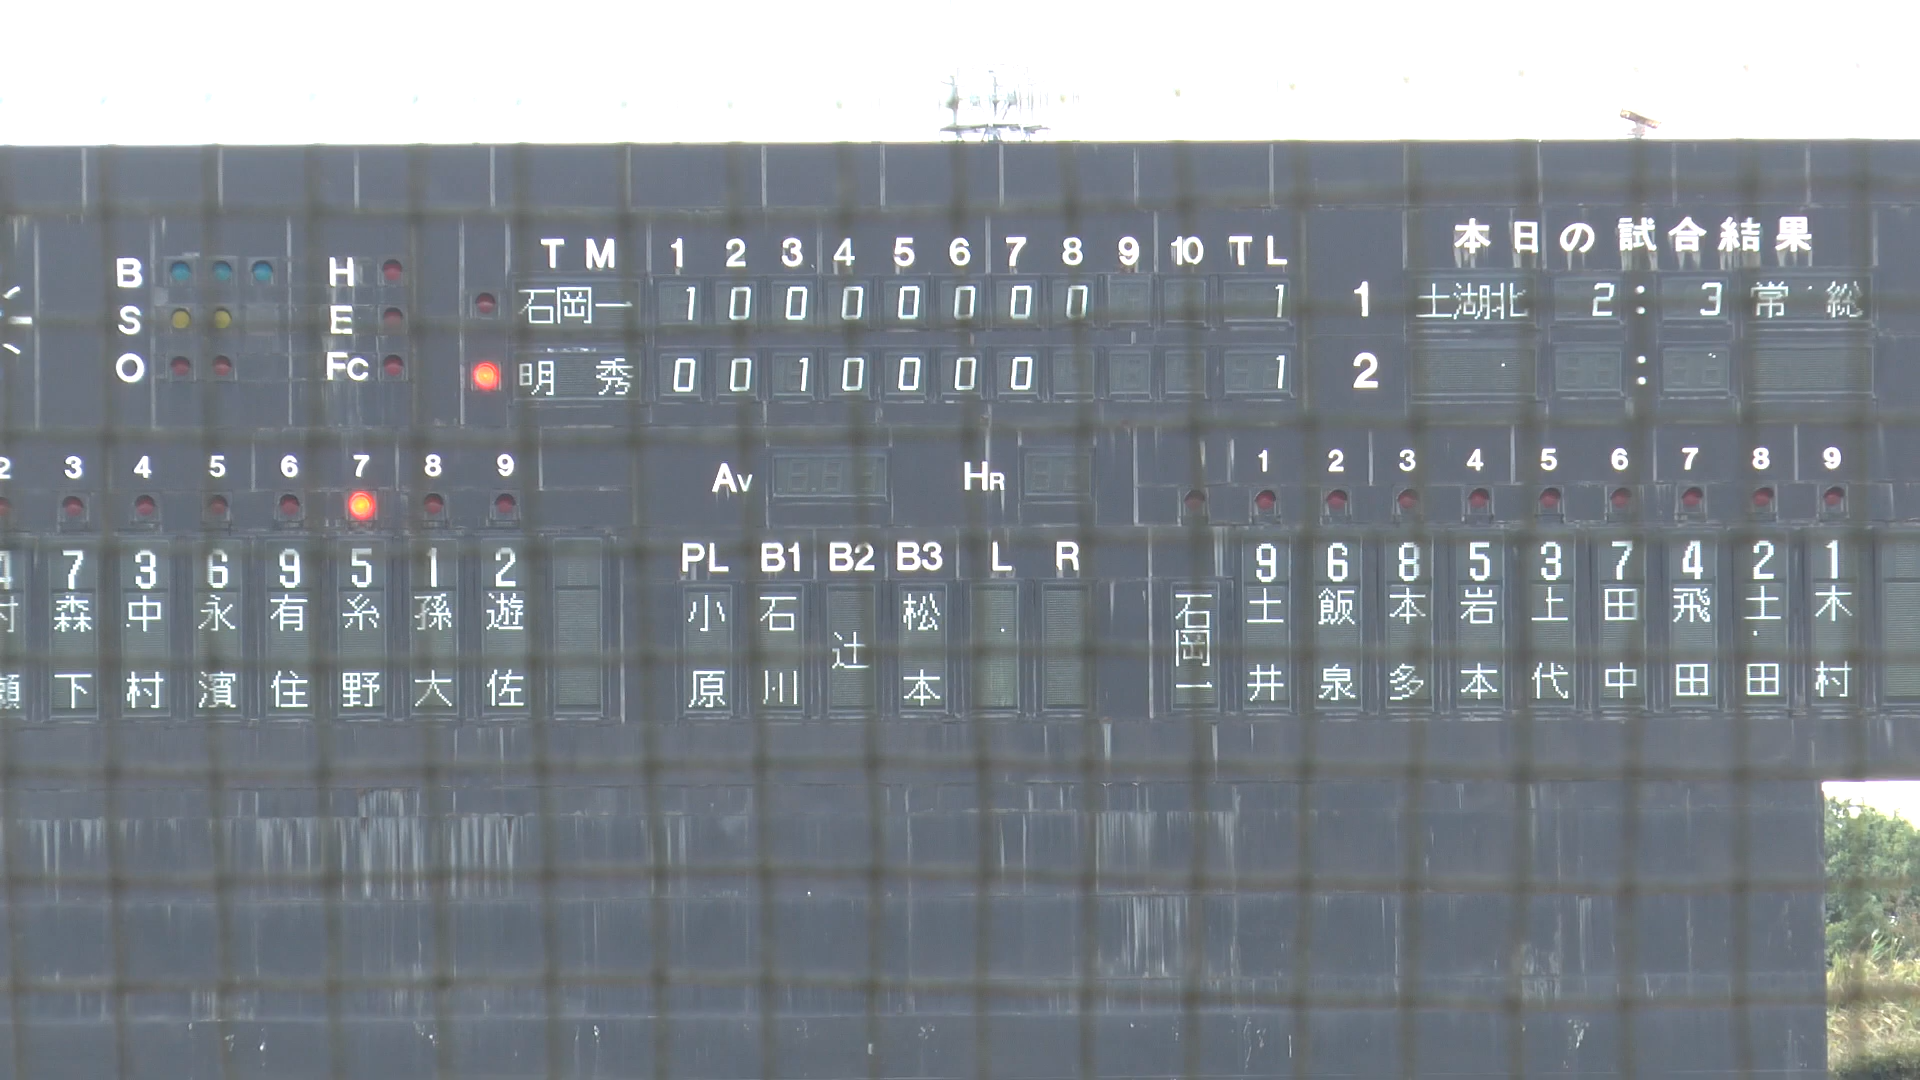 本日の試合結果
B H T M 1 2 3 4 5 6 7 8 9 10 T L
S E 石岡一 1 0 0 0 0 0 0 0 1
1 土湖北 2 : 3 常総
O Fc 明秀 0 0 1 0 0 0 0 1
2 :
2 3 4 5 6 7 8 9
Av HR
1 2 3 4 5 6 7 8 9
7 3 6 9 5 1 2
森下 中村 永濱 有住 糸野 孫大 遊佐
PL B1 B2 B3 L R
小原 石川 辻 松本
石岡一
9 6 8 5 3 7 4 2 1
土井 飯泉 本多 岩本 上代 田中 飛田 土田 木村